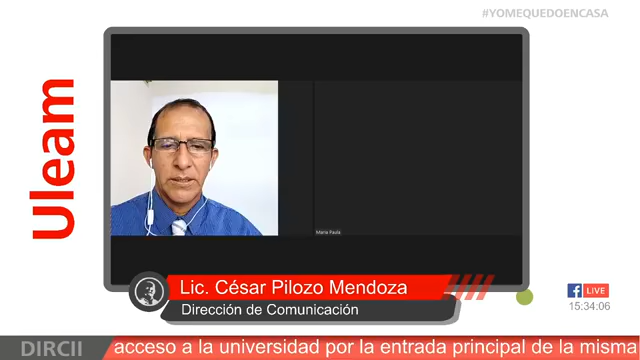 #YOMEQUEDOENCASA
Uleam
Maria Paula
Lic. César Pilozo Mendoza
Dirección de Comunicación
LIVE
15:34:06
DIRCII
acceso a la universidad por la entrada principal de la misma